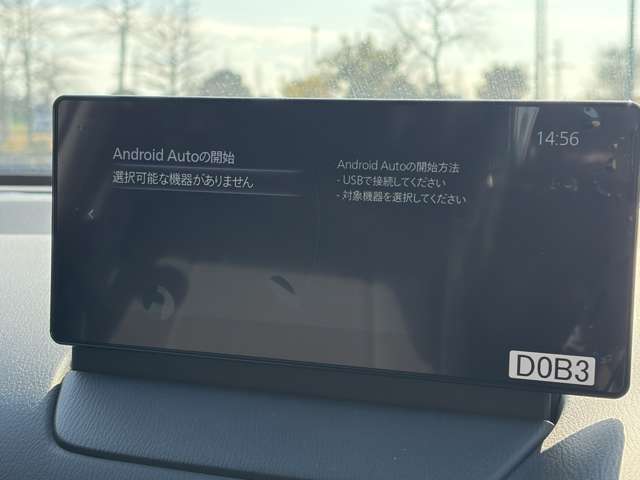 14:56
Android Autoの開始
選択可能な機器がありません
Android Autoの開始方法
- USBで接続してください
- 対象機器を選択してください
D0B3